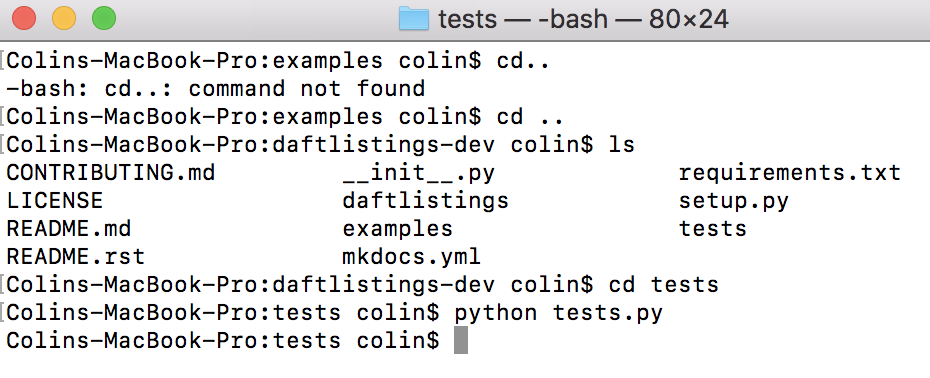 tests — -bash — 80×24
[Colins-MacBook-Pro:examples colin$ cd..
-bash: cd..: command not found
[Colins-MacBook-Pro:examples colin$ cd ..
[Colins-MacBook-Pro:daftlistings-dev colin$ ls
CONTRIBUTING.md __init__.py requirements.txt
LICENSE daftlistings setup.py
README.md examples tests
README.rst mkdocs.yml
[Colins-MacBook-Pro:daftlistings-dev colin$ cd tests
[Colins-MacBook-Pro:tests colin$ python tests.py
Colins-MacBook-Pro:tests colin$